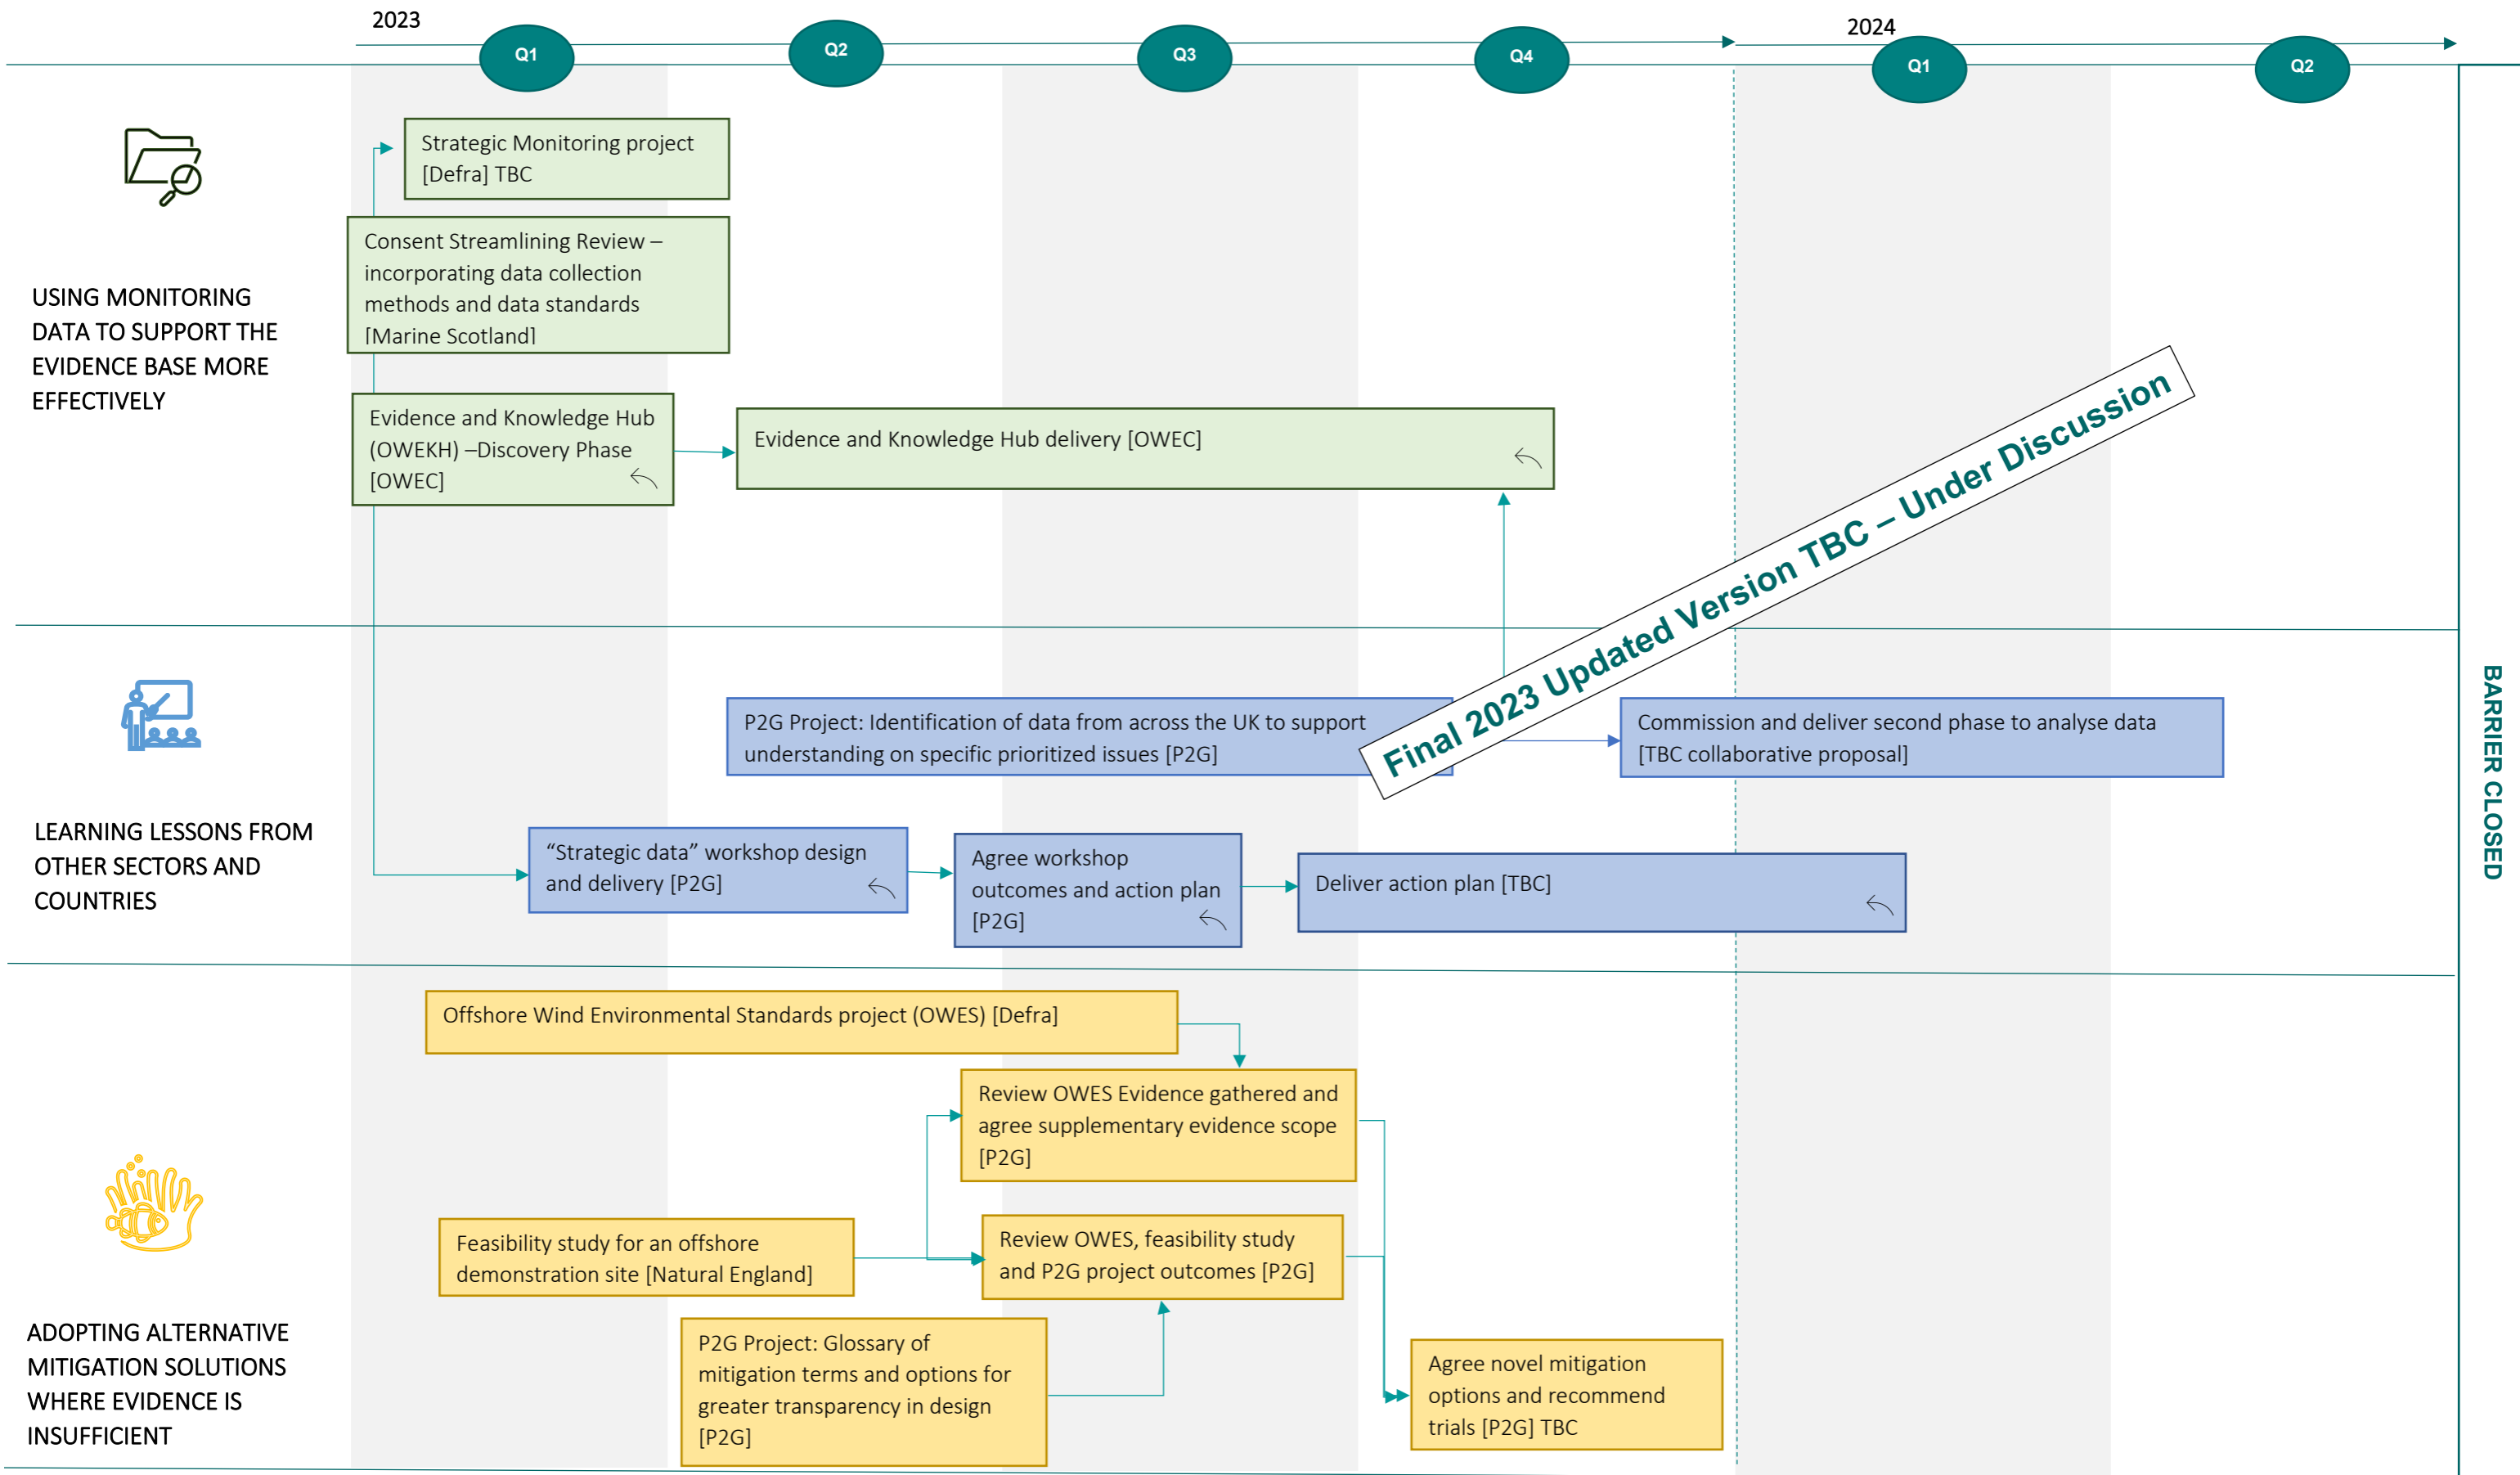 2023
2024
Q1
Q2
Q3
Q4
Q1
Q2
USING MONITORING
DATA TO SUPPORT THE
EVIDENCE BASE MORE
EFFECTIVELY
Strategic Monitoring project
[Defra] TBC
Consent Streamlining Review –
incorporating data collection
methods and data standards
[Marine Scotland]
Evidence and Knowledge Hub
(OWEKH) –Discovery Phase
[OWEC]
Evidence and Knowledge Hub delivery [OWEC]
Final 2023 Updated Version TBC – Under Discussion
BARRIER CLOSED
LEARNING LESSONS FROM
OTHER SECTORS AND
COUNTRIES
P2G Project: Identification of data from across the UK to support
understanding on specific prioritized issues [P2G]
Commission and deliver second phase to analyse data
[TBC collaborative proposal]
“Strategic data” workshop design
and delivery [P2G]
Agree workshop
outcomes and action plan
[P2G]
Deliver action plan [TBC]
ADOPTING ALTERNATIVE
MITIGATION SOLUTIONS
WHERE EVIDENCE IS
INSUFFICIENT
Offshore Wind Environmental Standards project (OWES) [Defra]
Review OWES Evidence gathered and
agree supplementary evidence scope
[P2G]
Feasibility study for an offshore
demonstration site [Natural England]
Review OWES, feasibility study
and P2G project outcomes [P2G]
P2G Project: Glossary of
mitigation terms and options for
greater transparency in design
[P2G]
Agree novel mitigation
options and recommend
trials [P2G] TBC